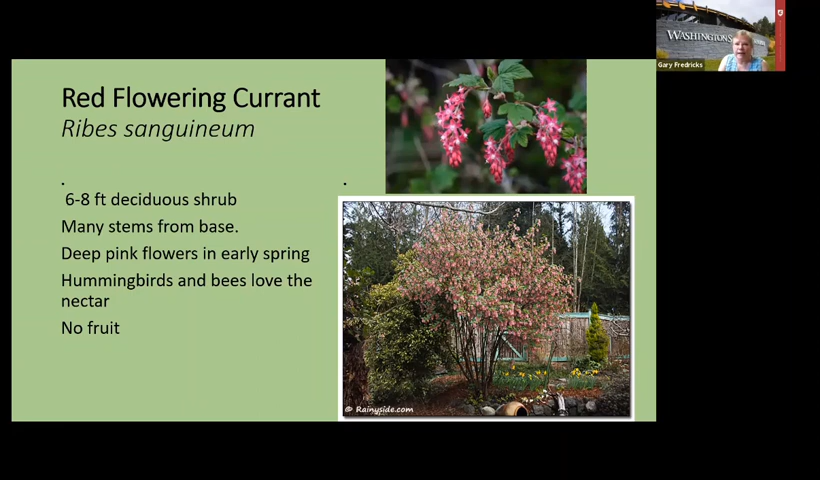 Red Flowering Currant
Ribes sanguineum
.
.
6-8 ft deciduous shrub
Many stems from base.
Deep pink flowers in early spring
Hummingbirds and bees love the
nectar
No fruit
© Rainyside.com
WASHINGTON
Gary Fredricks